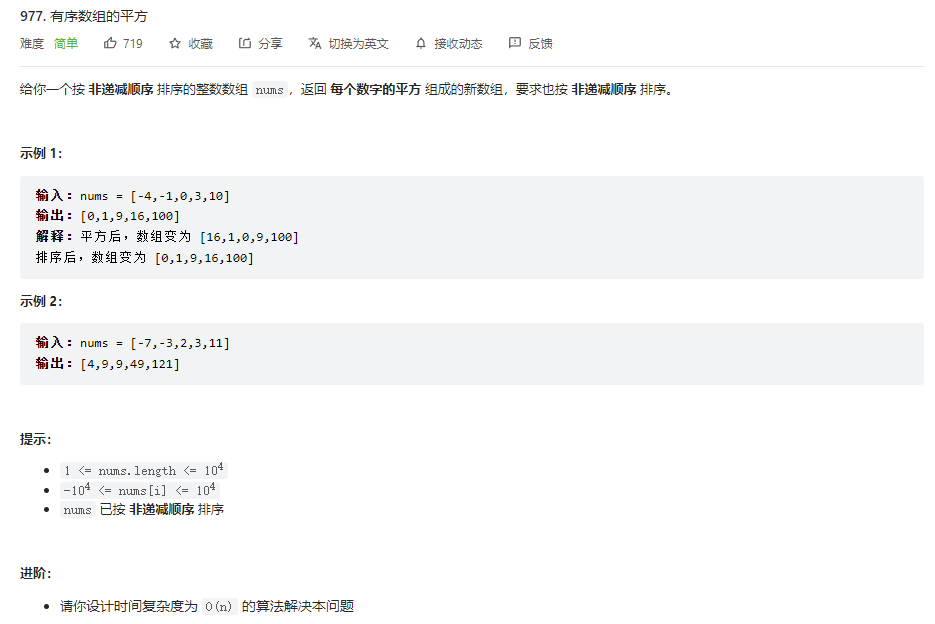 977. 有序数组的平方
难度 简单 719 收藏 分享 切换为英文 接收动态 反馈
给你一个按 非递减顺序 排序的整数数组 nums，返回 每个数字的平方 组成的新数组，要求也按 非递减顺序 排序。
示例 1：
输入：nums = [-4,-1,0,3,10]
输出：[0,1,9,16,100]
解释：平方后，数组变为 [16,1,0,9,100]
排序后，数组变为 [0,1,9,16,100]
示例 2：
输入：nums = [-7,-3,2,3,11]
输出：[4,9,9,49,121]
提示：
• 1 <= nums.length <= 10⁴
• -10⁴ <= nums[i] <= 10⁴
• nums 已按 非递减顺序 排序
进阶：
• 请你设计时间复杂度为 O(n) 的算法解决本问题